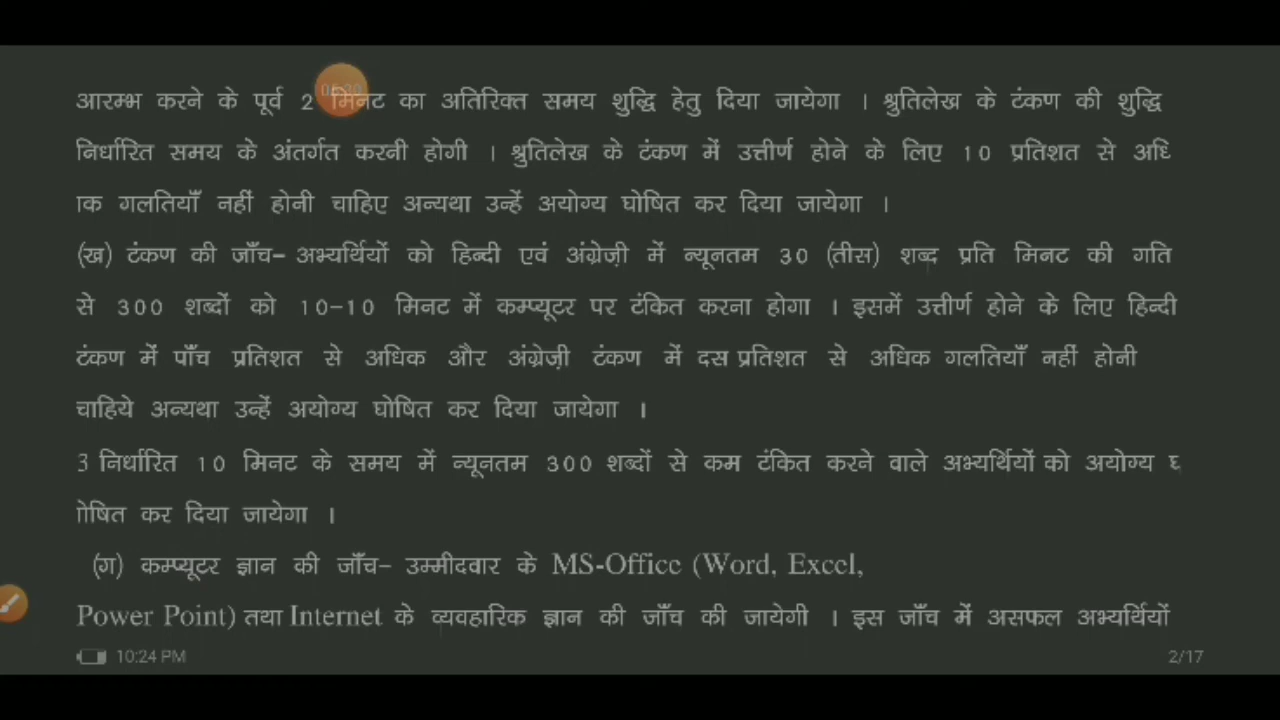 आरम्भ करने के पूर्व 2 मिनट का अतिरिक्त समय शुद्धि हेतु दिया जायेगा । श्रुतिलेख के टंकण की शुद्धि
निर्धारित समय के अंतर्गत करनी होगी । श्रुतिलेख के टंकण में उत्तीर्ण होने के लिए 10 प्रतिशत से अधि
ाक गलतियाँ नहीं होनी चाहिए अन्यथा उन्हें अयोग्य घोषित कर दिया जायेगा ।
(ख) टंकण की जाँच– अभ्यर्थियों को हिन्दी एवं अंग्रेज़ी में न्यूनतम 30 (तीस) शब्द प्रति मिनट की गति
से 300 शब्दों को 10–10 मिनट में कम्प्यूटर पर टंकित करना होगा । इसमें उत्तीर्ण होने के लिए हिन्दी
टंकण में पाँच प्रतिशत से अधिक और अंग्रेज़ी टंकण में दस प्रतिशत से अधिक गलतियाँ नहीं होनी
चाहिये अन्यथा उन्हें अयोग्य घोषित कर दिया जायेगा ।
3 निर्धारित 10 मिनट के समय में न्यूनतम 300 शब्दों से कम टंकित करने वाले अभ्यर्थियों को अयोग्य घ
ोषित कर दिया जायेगा ।
(ग) कम्प्यूटर ज्ञान की जाँच– उम्मीदवार के MS-Office (Word, Excel,
Power Point) तथा Internet के व्यवहारिक ज्ञान की जाँच की जायेगी । इस जाँच में असफल अभ्यर्थियों
10:24 PM 2/17